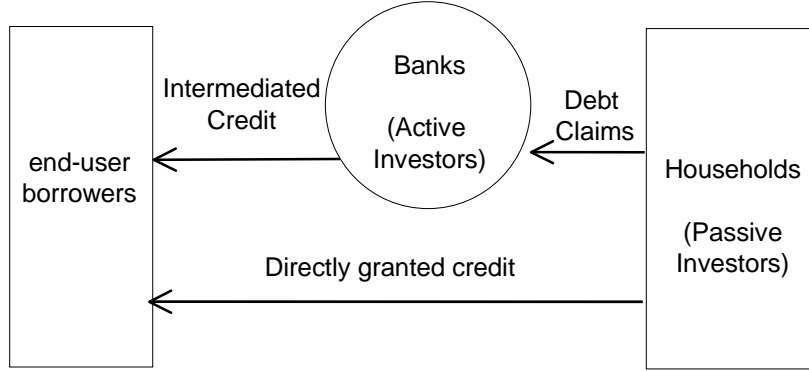 end-user
borrowers
Intermediated
Credit
Banks
(Active
Investors)
Debt
Claims
Households
(Passive
Investors)
Directly granted credit